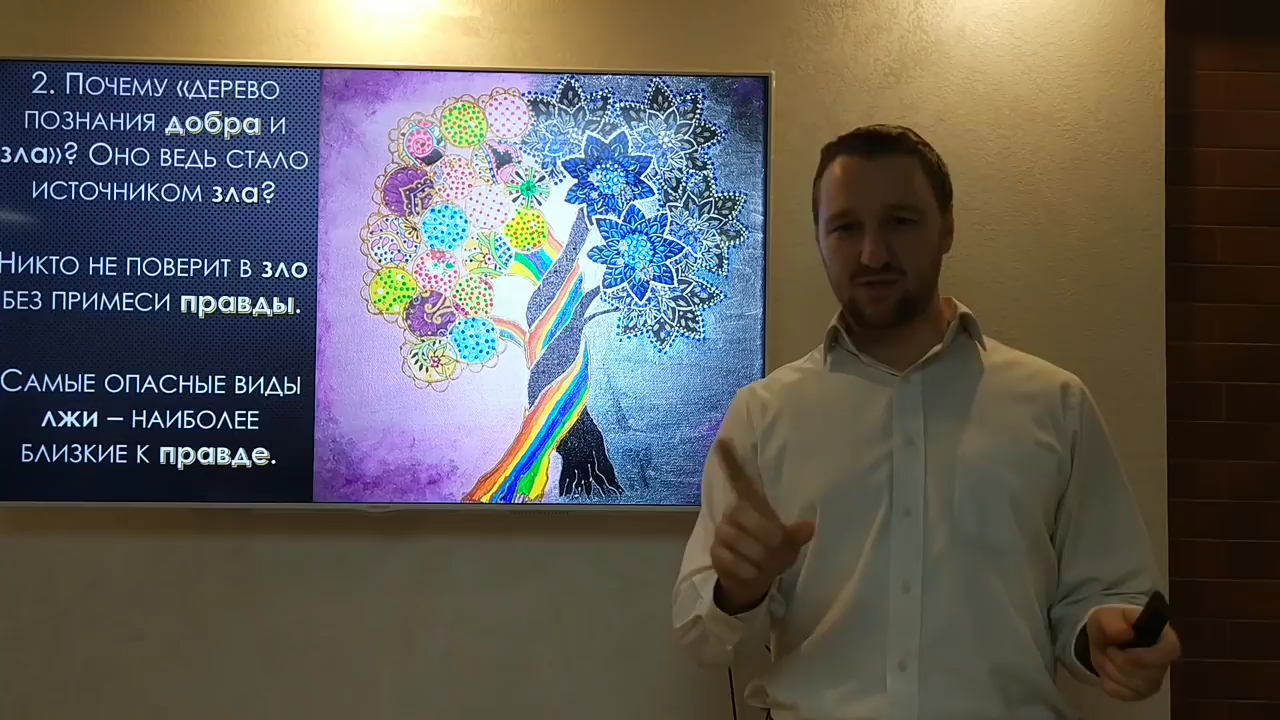 2. Почему «дерево
познания добра и
зла»? Оно ведь стало
источником зла?
Никто не поверит в зло
без примеси правды.
Самые опасные виды
лжи – наиболее
близкие к правде.